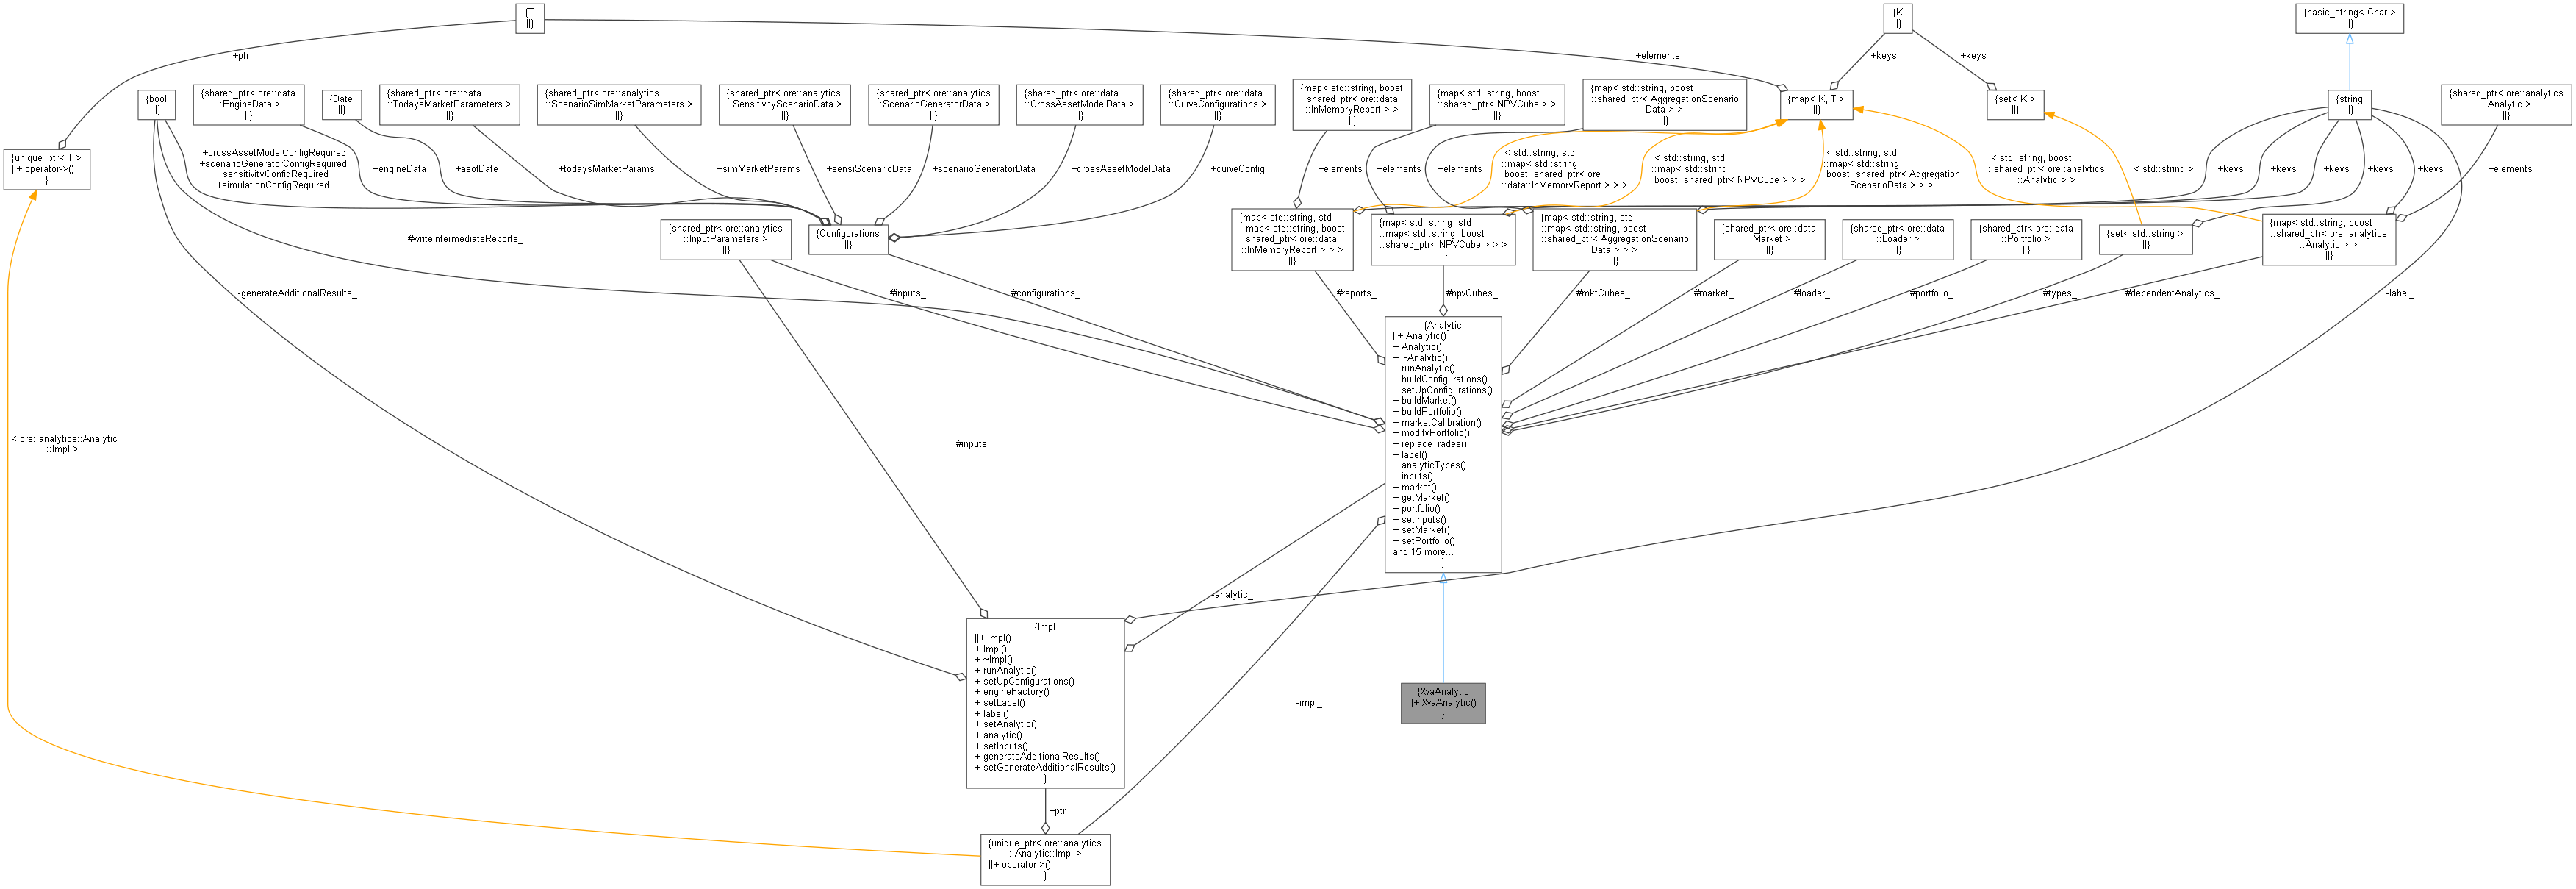 {T
||}
{K
||}
{basic_string< Char >
||}
+ptr
+elements
+keys
+keys
{bool
||}
{shared_ptr< ore::data
::EngineData >
||}
{Date
||}
{shared_ptr< ore::data
::TodaysMarketParameters >
||}
{shared_ptr< ore::analytics
::ScenarioSimMarketParameters >
||}
{shared_ptr< ore::analytics
::SensitivityScenarioData >
||}
{shared_ptr< ore::analytics
::ScenarioGeneratorData >
||}
{shared_ptr< ore::data
::CrossAssetModelData >
||}
{shared_ptr< ore::data
::CurveConfigurations >
||}
{map< std::string, boost
::shared_ptr< ore::data
::InMemoryReport > >
||}
{map< std::string, boost
::shared_ptr< NPVCube > >
||}
{map< std::string, boost
::shared_ptr< AggregationScenario
Data > >
||}
{map< K, T >
||}
{set< K >
||}
{string
||}
{shared_ptr< ore::analytics
::Analytic >
||}
{unique_ptr< T >
||+ operator->()
}
+crossAssetModelConfigRequired
+scenarioGeneratorConfigRequired
+sensitivityConfigRequired
+simulationConfigRequired
+engineData
+asofDate
+todaysMarketParams
+simMarketParams
+sensiScenarioData
+scenarioGeneratorData
+crossAssetModelData
+curveConfig
+elements
+elements
+elements
< std::string, std
::map< std::string,
boost::shared_ptr< ore
::data::InMemoryReport > > >
< std::string, std
::map< std::string,
boost::shared_ptr< NPVCube > > >
< std::string, std
::map< std::string,
boost::shared_ptr< Aggregation
ScenarioData > > >
< std::string, boost
::shared_ptr< ore::analytics
::Analytic > >
< std::string >
+keys
+keys
+keys
+keys
+keys
+elements
{shared_ptr< ore::analytics
::InputParameters >
||}
{Configurations
||}
{map< std::string, std
::map< std::string, boost
::shared_ptr< ore::data
::InMemoryReport > > >
||}
{map< std::string, std
::map< std::string, boost
::shared_ptr< NPVCube > > >
||}
{map< std::string, std
::map< std::string, boost
::shared_ptr< AggregationScenario
Data > > >
||}
{shared_ptr< ore::data
::Market >
||}
{shared_ptr< ore::data
::Loader >
||}
{shared_ptr< ore::data
::Portfolio >
||}
{set< std::string >
||}
{map< std::string, boost
::shared_ptr< ore::analytics
::Analytic > >
||}
#writeIntermediateReports_
-generateAdditionalResults_
#inputs_
#configurations_
#reports_
#npvCubes_
#mktCubes_
#market_
#loader_
#portfolio_
#types_
#dependentAnalytics_
-label_
{Analytic
||+ Analytic()
+ Analytic()
+ ~Analytic()
+ runAnalytic()
+ buildConfigurations()
+ setUpConfigurations()
+ buildMarket()
+ buildPortfolio()
+ marketCalibration()
+ modifyPortfolio()
+ replaceTrades()
+ label()
+ analyticTypes()
+ inputs()
+ market()
+ getMarket()
+ portfolio()
+ setInputs()
+ setMarket()
+ setPortfolio()
and 15 more...
}
< ore::analytics::Analytic
::Impl >
#inputs_
-analytic_
{Impl
||+ Impl()
+ Impl()
+ ~Impl()
+ runAnalytic()
+ setUpConfigurations()
+ engineFactory()
+ setLabel()
+ label()
+ setAnalytic()
+ analytic()
+ setInputs()
+ generateAdditionalResults()
+ setGenerateAdditionalResults()
}
-impl_
{XvaAnalytic
||+ XvaAnalytic()
}
+ptr
{unique_ptr< ore::analytics
::Analytic::Impl >
||+ operator->()
}